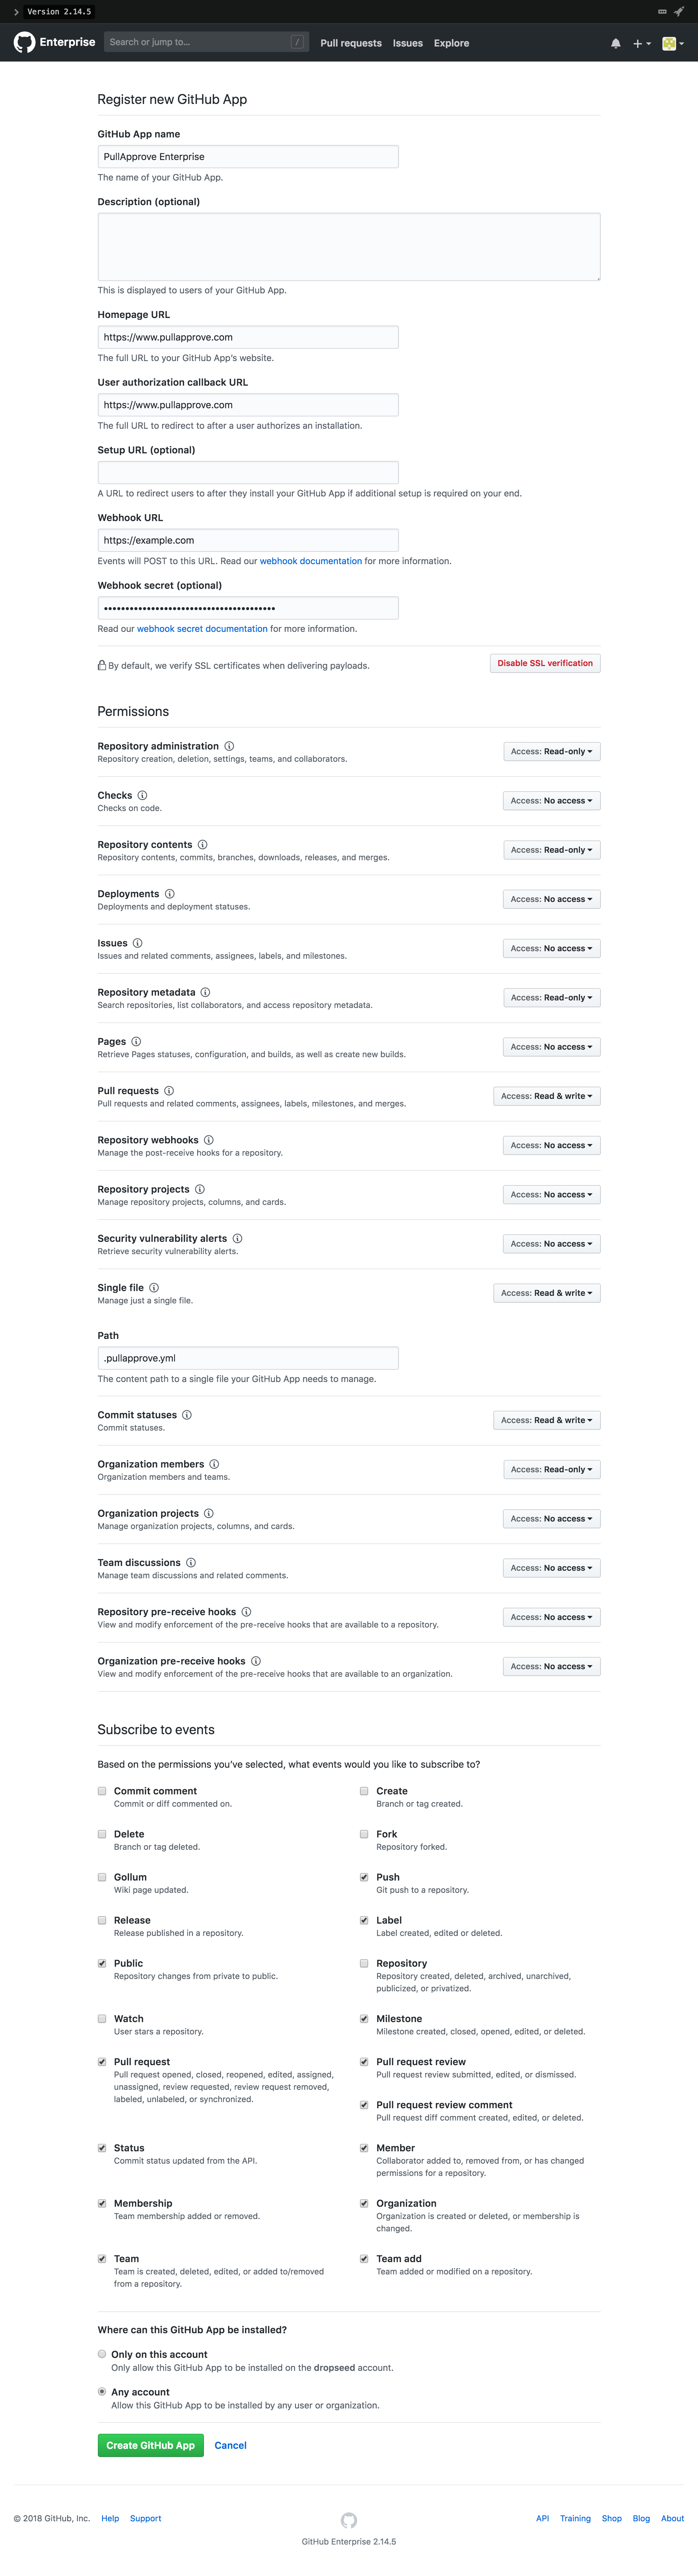 Version 2.14.5
Enterprise
Search or jump to...
/
Pull requests Issues Explore
Register new GitHub App
GitHub App name
PullApprove Enterprise
The name of your GitHub App.
Description (optional)
This is displayed to users of your GitHub App.
Homepage URL
https://www.pullapprove.com
The full URL to your GitHub App's website.
User authorization callback URL
https://www.pullapprove.com
The full URL to redirect to after a user authorizes an installation.
Setup URL (optional)
A URL to redirect users to after they install your GitHub App if additional setup is required on your end.
Webhook URL
https://example.com
Events will POST to this URL. Read our webhook documentation for more information.
Webhook secret (optional)
Read our webhook secret documentation for more information.
By default, we verify SSL certificates when delivering payloads.
Disable SSL verification
Permissions
Repository administration
Repository creation, deletion, settings, teams, and collaborators.
Access: Read-only
Checks
Checks on code.
Access: No access
Repository contents
Repository contents, commits, branches, downloads, releases, and merges.
Access: Read-only
Deployments
Deployments and deployment statuses.
Access: No access
Issues
Issues and related comments, assignees, labels, and milestones.
Access: No access
Repository metadata
Search repositories, list collaborators, and access repository metadata.
Access: Read-only
Pages
Retrieve Pages statuses, configuration, and builds, as well as create new builds.
Access: No access
Pull requests
Pull requests and related comments, assignees, labels, milestones, and merges.
Access: Read & write
Repository webhooks
Manage the post-receive hooks for a repository.
Access: No access
Repository projects
Manage repository projects, columns, and cards.
Access: No access
Security vulnerability alerts
Retrieve security vulnerability alerts.
Access: No access
Single file
Manage just a single file.
Access: Read & write
Path
.pullapprove.yml
The content path to a single file your GitHub App needs to manage.
Commit statuses
Commit statuses.
Access: Read & write
Organization members
Organization members and teams.
Access: Read-only
Organization projects
Manage organization projects, columns, and cards.
Access: No access
Team discussions
Manage team discussions and related comments.
Access: No access
Repository pre-receive hooks
View and modify enforcement of the pre-receive hooks that are available to a repository.
Access: No access
Organization pre-receive hooks
View and modify enforcement of the pre-receive hooks that are available to an organization.
Access: No access
Subscribe to events
Based on the permissions you've selected, what events would you like to subscribe to?
Commit comment
Commit or diff commented on.
Create
Branch or tag created.
Delete
Branch or tag deleted.
Fork
Repository forked.
Gollum
Wiki page updated.
Push
Git push to a repository.
Release
Release published in a repository.
Label
Label created, edited or deleted.
Public
Repository changes from private to public.
Repository
Repository created, deleted, archived, unarchived,
publicized, or privatized.
Watch
User stars a repository.
Milestone
Milestone created, closed, opened, edited, or deleted.
Pull request
Pull request opened, closed, reopened, edited, assigned,
unassigned, review requested, review request removed,
labeled, unlabeled, or synchronized.
Pull request review
Pull request review submitted, edited, or dismissed.
Pull request review comment
Pull request diff comment created, edited, or deleted.
Status
Commit status updated from the API.
Member
Collaborator added to, removed from, or has changed
permissions for a repository.
Membership
Team membership added or removed.
Organization
Organization is created or deleted, or membership is
changed.
Team
Team is created, deleted, edited, or added to/removed
from a repository.
Team add
Team added or modified on a repository.
Where can this GitHub App be installed?
Only on this account
Only allow this GitHub App to be installed on the dropseed account.
Any account
Allow this GitHub App to be installed by any user or organization.
Create GitHub App
Cancel
© 2018 GitHub, Inc. Help Support
API Training Shop Blog About
GitHub Enterprise 2.14.5